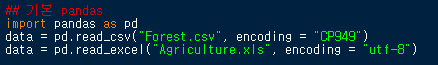 ## 기본 pandas
import pandas as pd
data = pd.read_csv("Forest.csv", encoding = "CP949")
data = pd.read_excel("Agriculture.xls", encoding = "utf-8")